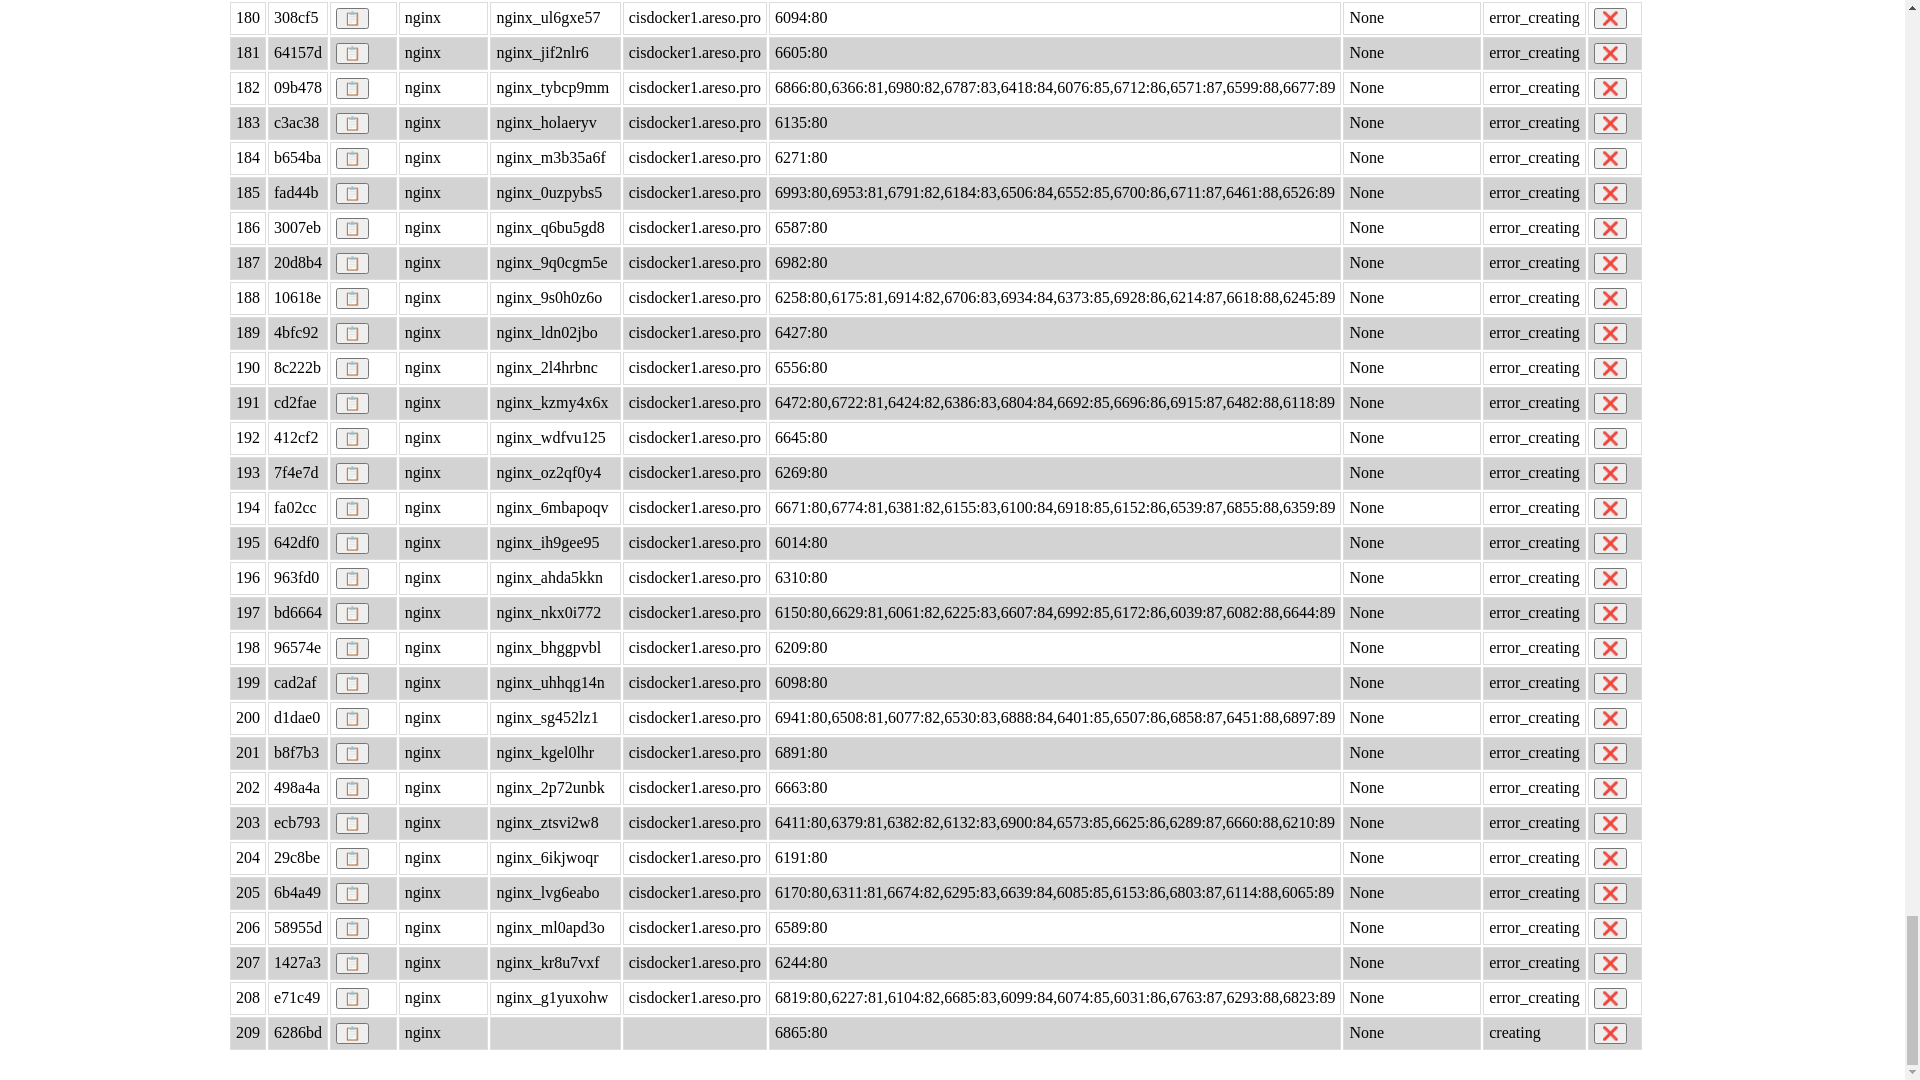 180 308cf5 nginx nginx_ul6gxe57 cisdocker1.areso.pro 6094:80 None error_creating
181 64157d nginx nginx_jif2nlr6 cisdocker1.areso.pro 6605:80 None error_creating
182 09b478 nginx nginx_tybcp9mm cisdocker1.areso.pro 6866:80,6366:81,6980:82,6787:83,6418:84,6076:85,6712:86,6571:87,6599:88,6677:89 None error_creating
183 c3ac38 nginx nginx_holaeryv cisdocker1.areso.pro 6135:80 None error_creating
184 b654ba nginx nginx_m3b35a6f cisdocker1.areso.pro 6271:80 None error_creating
185 fad44b nginx nginx_0uzpybs5 cisdocker1.areso.pro 6993:80,6953:81,6791:82,6184:83,6506:84,6552:85,6700:86,6711:87,6461:88,6526:89 None error_creating
186 3007eb nginx nginx_q6bu5gd8 cisdocker1.areso.pro 6587:80 None error_creating
187 20d8b4 nginx nginx_9q0cgm5e cisdocker1.areso.pro 6982:80 None error_creating
188 10618e nginx nginx_9s0h0z6o cisdocker1.areso.pro 6258:80,6175:81,6914:82,6706:83,6934:84,6373:85,6928:86,6214:87,6618:88,6245:89 None error_creating
189 4bfc92 nginx nginx_ldn02jbo cisdocker1.areso.pro 6427:80 None error_creating
190 8c222b nginx nginx_2l4hrbnc cisdocker1.areso.pro 6556:80 None error_creating
191 cd2fae nginx nginx_kzmy4x6x cisdocker1.areso.pro 6472:80,6722:81,6424:82,6386:83,6804:84,6692:85,6696:86,6915:87,6482:88,6118:89 None error_creating
192 412cf2 nginx nginx_wdfvu125 cisdocker1.areso.pro 6645:80 None error_creating
193 7f4e7d nginx nginx_oz2qf0y4 cisdocker1.areso.pro 6269:80 None error_creating
194 fa02cc nginx nginx_6mbapoqv cisdocker1.areso.pro 6671:80,6774:81,6381:82,6155:83,6100:84,6918:85,6152:86,6539:87,6855:88,6359:89 None error_creating
195 642df0 nginx nginx_ih9gee95 cisdocker1.areso.pro 6014:80 None error_creating
196 963fd0 nginx nginx_ahda5kkn cisdocker1.areso.pro 6310:80 None error_creating
197 bd6664 nginx nginx_nkx0i772 cisdocker1.areso.pro 6150:80,6629:81,6061:82,6225:83,6607:84,6992:85,6172:86,6039:87,6082:88,6644:89 None error_creating
198 96574e nginx nginx_bhggpvbl cisdocker1.areso.pro 6209:80 None error_creating
199 cad2af nginx nginx_uhhqg14n cisdocker1.areso.pro 6098:80 None error_creating
200 d1dae0 nginx nginx_sg452lz1 cisdocker1.areso.pro 6941:80,6508:81,6077:82,6530:83,6888:84,6401:85,6507:86,6858:87,6451:88,6897:89 None error_creating
201 b8f7b3 nginx nginx_kgel0lhr cisdocker1.areso.pro 6891:80 None error_creating
202 498a4a nginx nginx_2p72unbk cisdocker1.areso.pro 6663:80 None error_creating
203 ecb793 nginx nginx_ztsvi2w8 cisdocker1.areso.pro 6411:80,6379:81,6382:82,6132:83,6900:84,6573:85,6625:86,6289:87,6660:88,6210:89 None error_creating
204 29c8be nginx nginx_6ikjwoqr cisdocker1.areso.pro 6191:80 None error_creating
205 6b4a49 nginx nginx_lvg6eabo cisdocker1.areso.pro 6170:80,6311:81,6674:82,6295:83,6639:84,6085:85,6153:86,6803:87,6114:88,6065:89 None error_creating
206 58955d nginx nginx_ml0apd3o cisdocker1.areso.pro 6589:80 None error_creating
207 1427a3 nginx nginx_kr8u7vxf cisdocker1.areso.pro 6244:80 None error_creating
208 e71c49 nginx nginx_g1yuxohw cisdocker1.areso.pro 6819:80,6227:81,6104:82,6685:83,6099:84,6074:85,6031:86,6763:87,6293:88,6823:89 None error_creating
209 6286bd nginx 6865:80 None creating